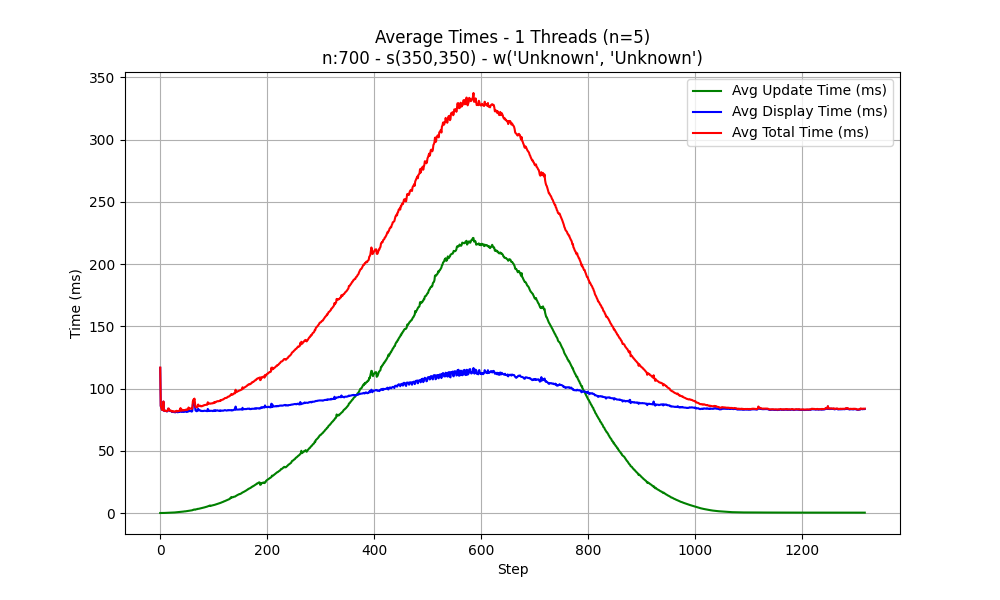 Average Times - 1 Threads (n=5)
n:700 - s(350,350) - w('Unknown', 'Unknown')
Avg Update Time (ms)
Avg Display Time (ms)
Avg Total Time (ms)
Time (ms)
350
300
250
200
150
100
50
0
0 200 400 600 800 1000 1200
Step